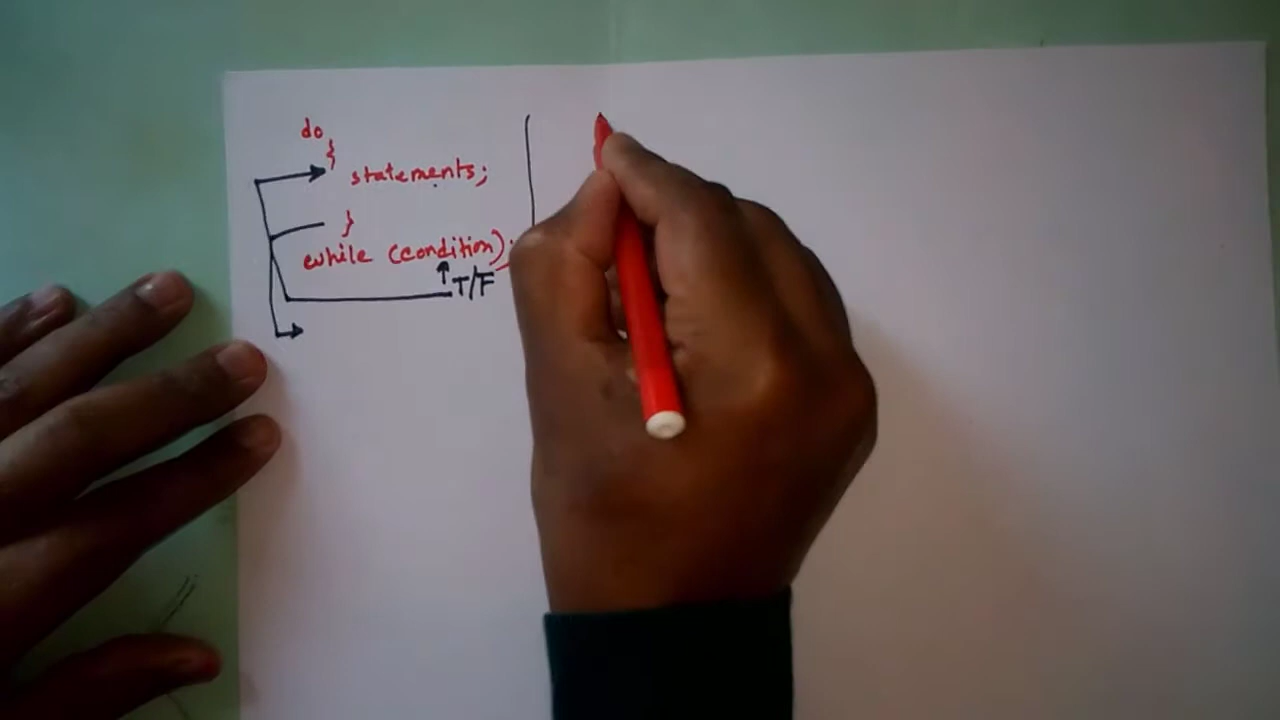 do
{
statements;
}
while (condition);
T/F